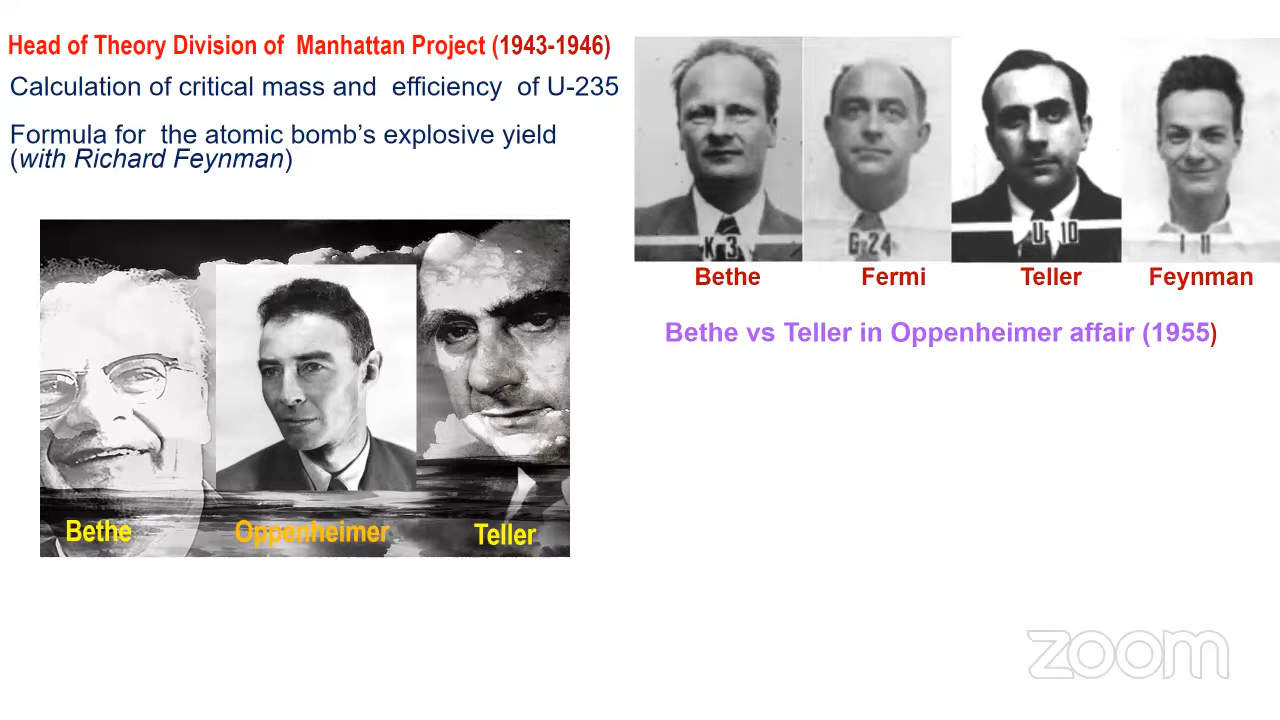 Head of Theory Division of Manhattan Project (1943-1946)
Calculation of critical mass and efficiency of U-235
Formula for the atomic bomb’s explosive yield
(with Richard Feynman)
K 3
G 24
U 10
I 11
Bethe
Fermi
Teller
Feynman
Bethe vs Teller in Oppenheimer affair (1955)
Bethe
Oppenheimer
Teller
zoom